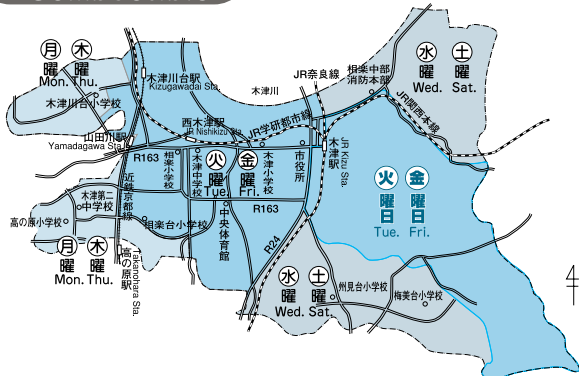 月 木
曜 曜
Mon. Thu.
木津川台駅
Kizugawadai Sta.
木津川台小学校
木津川
JR奈良線
相楽中部
消防本部
水 土
曜 曜
Wed. Sat.
JR関西本線
山田川駅
Yamadagawa Sta.
西木津駅
JR Nishikizu Sta.
JR学研都市線
R163
相楽小学校
木津中学校
火 金
曜 曜
Tue. Fri.
木津小学校
市役所
木津駅
JR Kizu Sta.
火 金
曜 曜
日 日
Tue. Fri.
近鉄京都線
木津第二
中学校
高の原小学校
相楽台小学校
中央体育館
R163
R24
月 木
曜 曜
Mon. Thu.
高の原駅
Takanohara Sta.
水 土
曜 曜
Wed. Sat.
州見台小学校
梅美台小学校